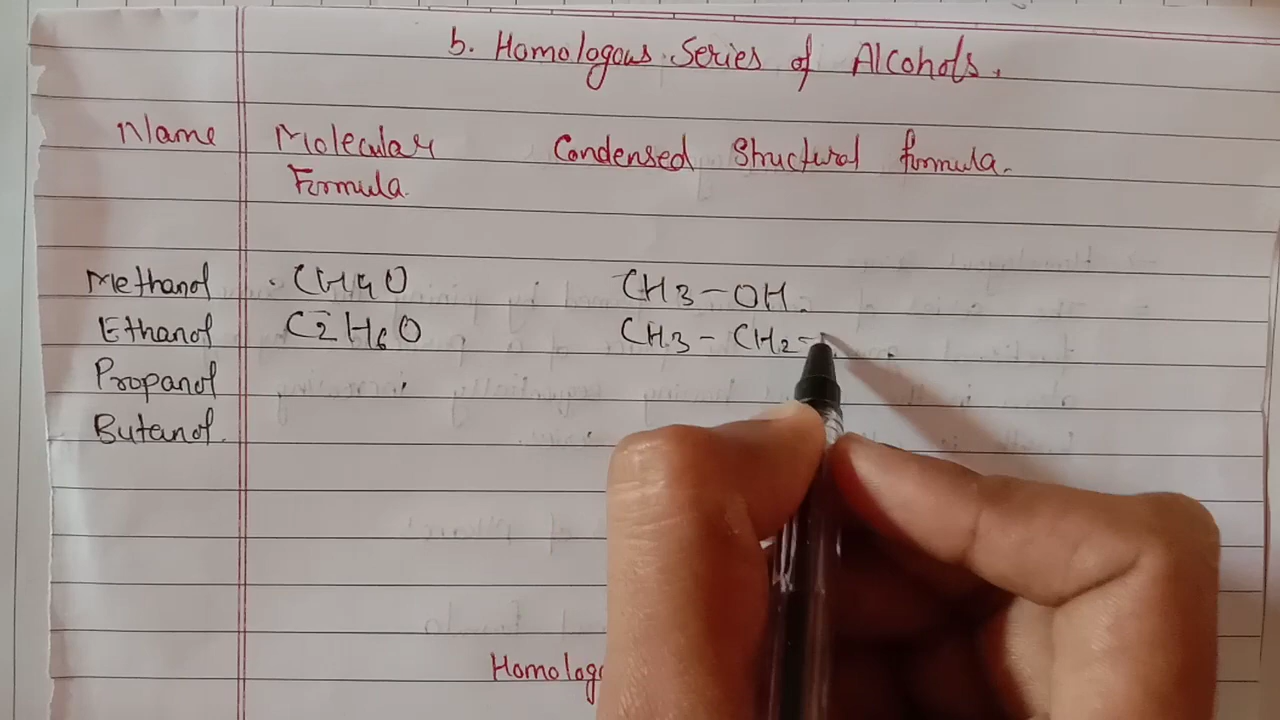 b. Homologous Series of Alcohols.
Name Molecular Formula. Condensed Structural formula.
Methanol CH4O CH3-OH.
Ethanol C2H6O CH3-CH2-
Propanol
Butanol.